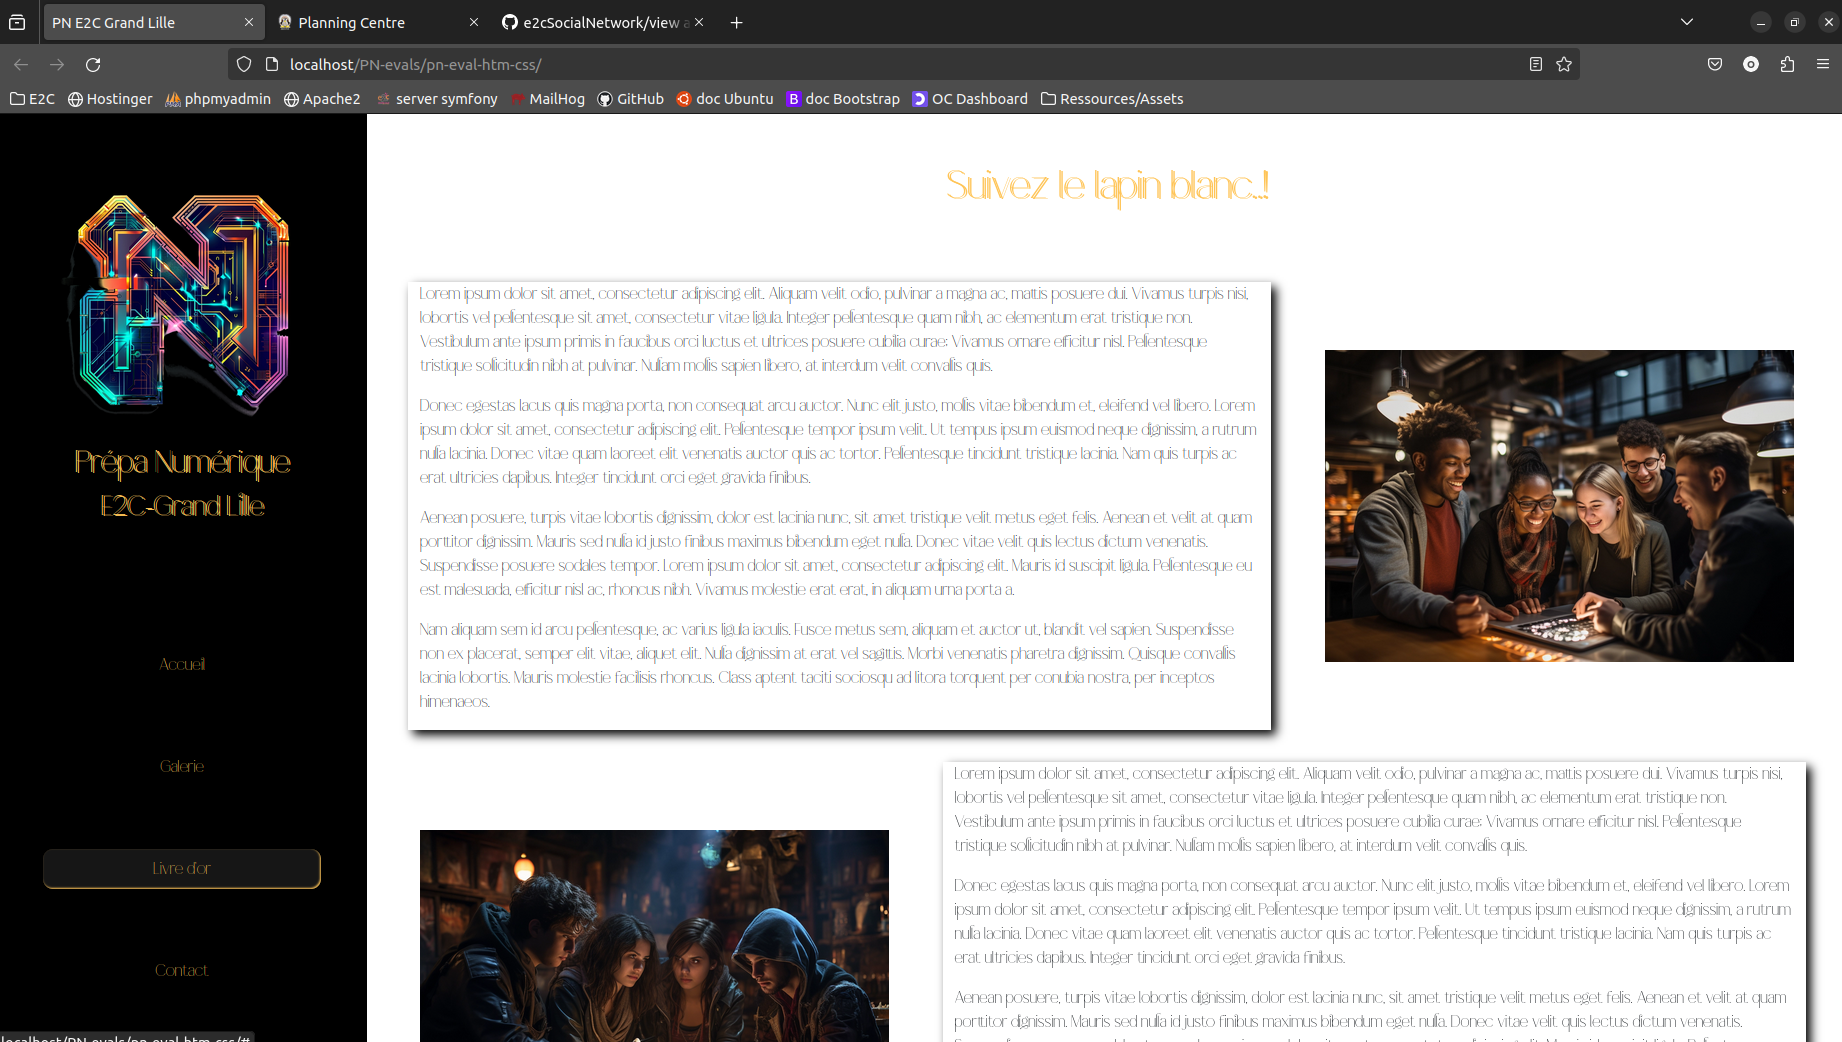 PN E2C Grand Lille
Planning Centre
e2cSocialNetwork/view a
localhost/PN-evals/pn-eval-htm-css/
E2C
Hostinger
phpmyadmin
Apache2
server symfony
MailHog
GitHub
doc Ubuntu
doc Bootstrap
OC Dashboard
Ressources/Assets
Prépa Numérique
E2C-Grand Lille
Accueil
Galerie
Livre d'or
Contact
Suivez le lapin blanc..!
Lorem ipsum dolor sit amet, consectetur adipiscing elit. Aliquam velit odio, pulvinar a magna ac, mattis posuere dui. Vivamus turpis nisi,
lobortis vel pellentesque sit amet, consectetur vitae ligula. Integer pellentesque quam nibh, ac elementum erat tristique non.
Vestibulum ante ipsum primis in faucibus orci luctus et ultrices posuere cubilia curae; Vivamus ornare efficitur nisl. Pellentesque
tristique sollicitudin nibh at pulvinar. Nullam mollis sapien libero, at interdum velit convallis quis.
Donec egestas lacus quis magna porta, non consequat arcu auctor. Nunc elit justo, mollis vitae bibendum et, eleifend vel libero. Lorem
ipsum dolor sit amet, consectetur adipiscing elit. Pellentesque tempor ipsum velit. Ut tempus ipsum euismod neque dignissim, a rutrum
nulla lacinia. Donec vitae quam laoreet elit venenatis auctor quis ac tortor. Pellentesque tincidunt tristique lacinia. Nam quis turpis ac
erat ultricies dapibus. Integer tincidunt orci eget gravida finibus.
Aenean posuere, turpis vitae lobortis dignissim, dolor est lacinia nunc, sit amet tristique velit metus eget felis. Aenean et velit at quam
porttitor dignissim. Mauris sed nulla id justo finibus maximus bibendum eget nulla. Donec vitae velit quis lectus dictum venenatis.
Suspendisse posuere sodales tempor. Lorem ipsum dolor sit amet, consectetur adipiscing elit. Mauris id suscipit ligula. Pellentesque eu
est malesuada, efficitur nisl ac, rhoncus nibh. Vivamus molestie erat erat, in aliquam urna porta a.
Nam aliquam sem id arcu pellentesque, ac varius ligula iaculis. Fusce metus sem, aliquam et auctor ut, blandit vel sapien. Suspendisse
non ex placerat, semper elit vitae, aliquet elit. Nulla dignissim at erat vel sagittis. Morbi venenatis pharetra dignissim. Quisque convallis
lacinia lobortis. Mauris molestie facilisis rhoncus. Class aptent taciti sociosqu ad litora torquent per conubia nostra, per inceptos
himenaeos.
Lorem ipsum dolor sit amet, consectetur adipiscing elit. Aliquam velit odio, pulvinar a magna ac, mattis posuere dui. Vivamus turpis nisi,
lobortis vel pellentesque sit amet, consectetur vitae ligula. Integer pellentesque quam nibh, ac elementum erat tristique non.
Vestibulum ante ipsum primis in faucibus orci luctus et ultrices posuere cubilia curae; Vivamus ornare efficitur nisl. Pellentesque
tristique sollicitudin nibh at pulvinar. Nullam mollis sapien libero, at interdum velit convallis quis.
Donec egestas lacus quis magna porta, non consequat arcu auctor. Nunc elit justo, mollis vitae bibendum et, eleifend vel libero. Lorem
ipsum dolor sit amet, consectetur adipiscing elit. Pellentesque tempor ipsum velit. Ut tempus ipsum euismod neque dignissim, a rutrum
nulla lacinia. Donec vitae quam laoreet elit venenatis auctor quis ac tortor. Pellentesque tincidunt tristique lacinia. Nam quis turpis ac
erat ultricies dapibus. Integer tincidunt orci eget gravida finibus.
Aenean posuere, turpis vitae lobortis dignissim, dolor est lacinia nunc, sit amet tristique velit metus eget felis. Aenean et velit at quam
porttitor dignissim. Mauris sed nulla id justo finibus maximus bibendum eget nulla. Donec vitae velit quis lectus dictum venenatis.
localhost/PN-evals/pn-eval-htm-css/#